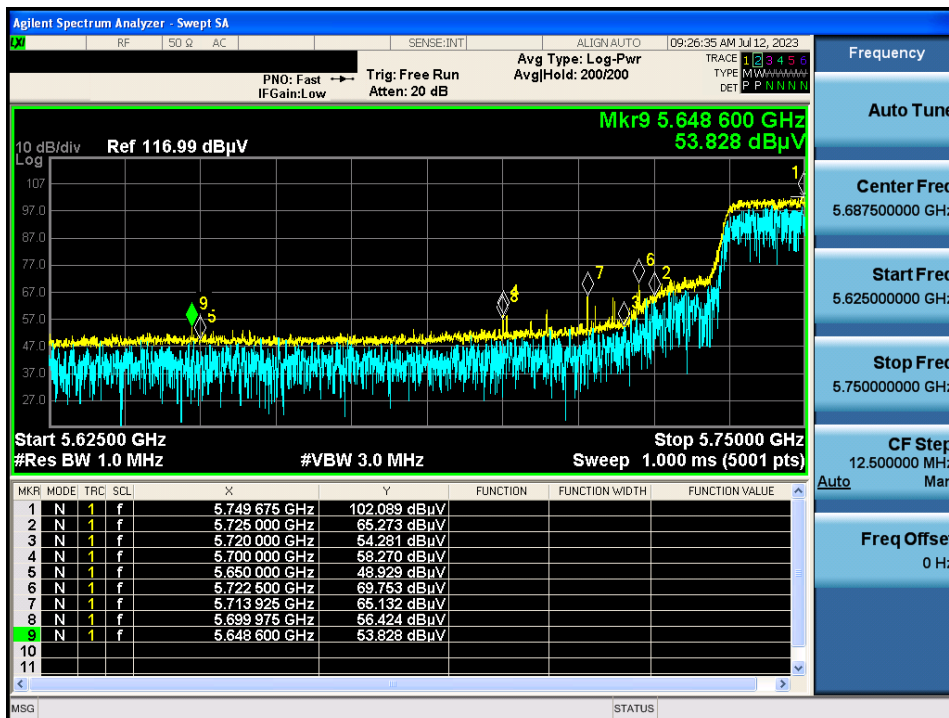 Agilent Spectrum Analyzer - Swept SA
LXI RF 50 Ω AC SENSE:INT ALIGN AUTO 09:26:35 AM Jul 12, 2023
PNO: Fast
IFGain:Low
Trig: Free Run
Atten: 20 dB
Avg Type: Log-Pwr
Avg|Hold: 200/200
TRACE 1 2 3 4 5 6
TYPE M W
DET P P N N N N
Mkr9 5.648 600 GHz
53.828 dBµV
10 dB/div Ref 116.99 dBµV
Log
107
97.0
87.0
77.0
67.0
57.0
47.0
37.0
27.0
1
9
5
4
8
7
6
2
3
Start 5.62500 GHz Stop 5.75000 GHz
#Res BW 1.0 MHz #VBW 3.0 MHz Sweep 1.000 ms (5001 pts)
MKR MODE TRC SCL X Y FUNCTION FUNCTION WIDTH FUNCTION VALUE
1 N 1 f 5.749 675 GHz 102.089 dBµV
2 N 1 f 5.725 000 GHz 65.273 dBµV
3 N 1 f 5.720 000 GHz 54.281 dBµV
4 N 1 f 5.700 000 GHz 58.270 dBµV
5 N 1 f 5.650 000 GHz 48.929 dBµV
6 N 1 f 5.722 500 GHz 69.753 dBµV
7 N 1 f 5.713 925 GHz 65.132 dBµV
8 N 1 f 5.699 975 GHz 56.424 dBµV
9 N 1 f 5.648 600 GHz 53.828 dBµV
10
11
MSG STATUS
Frequency
Auto Tune
Center Freq
5.687500000 GHz
Start Freq
5.625000000 GHz
Stop Freq
5.750000000 GHz
CF Step
12.500000 MHz
Auto Man
Freq Offset
0 Hz